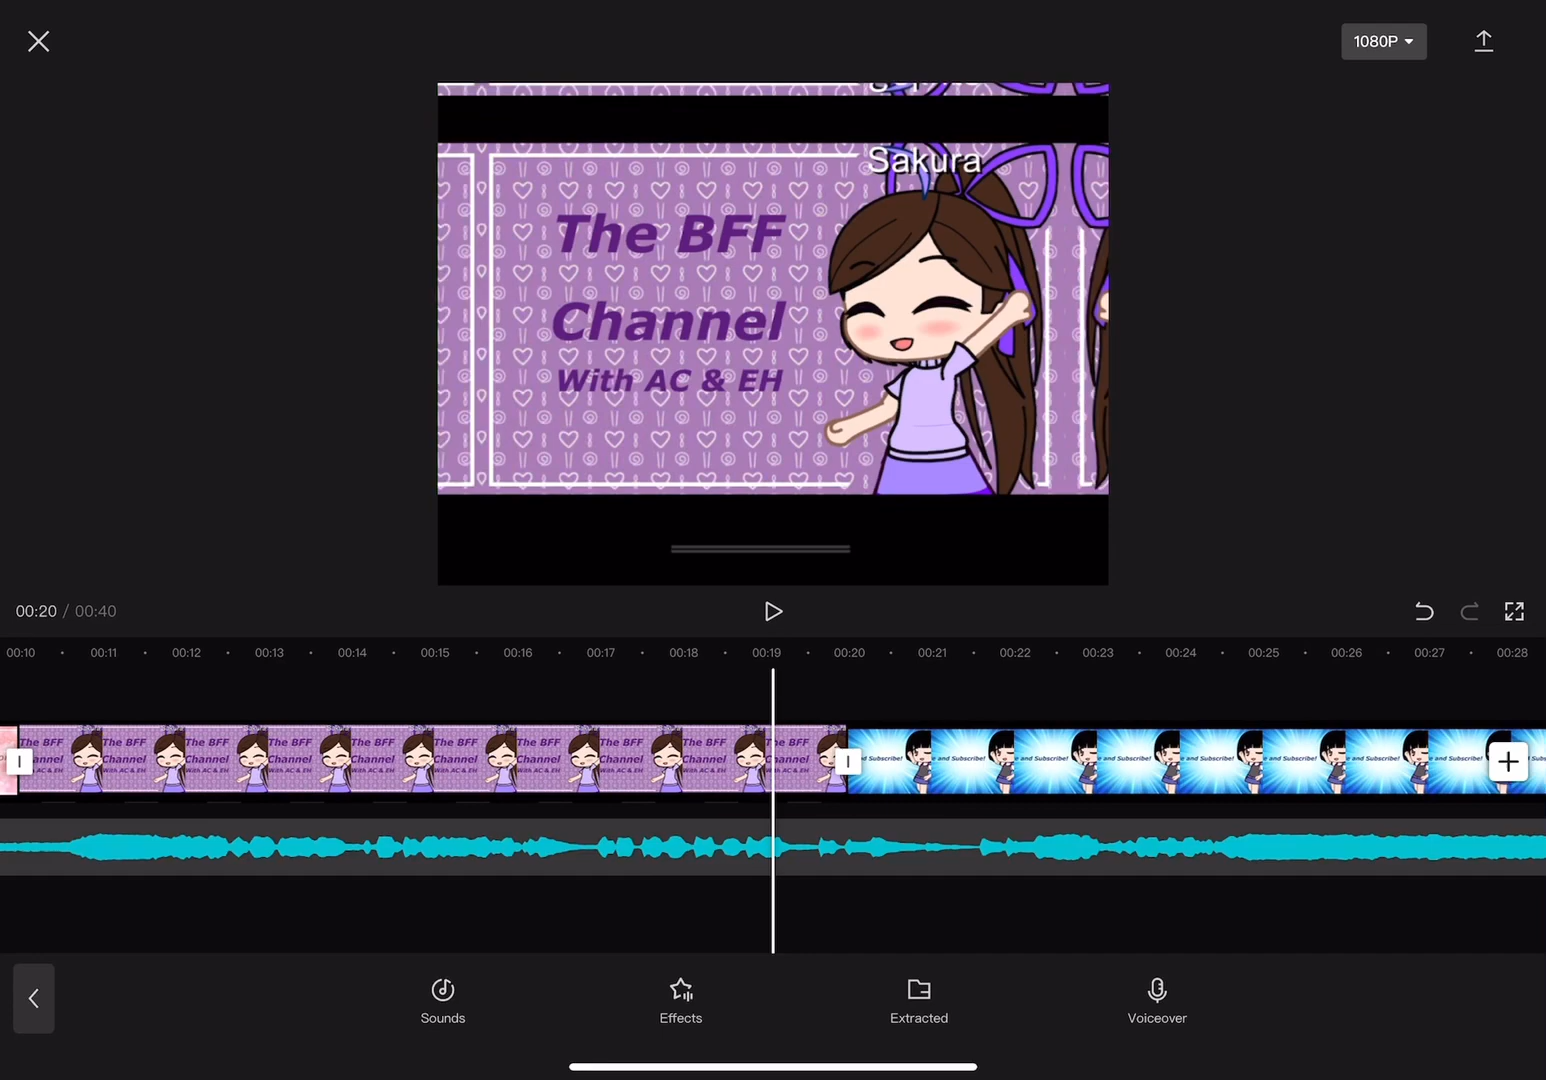 1080P
Sakura
The BFF
Channel
With AC & EH
00:20 / 00:40
00:10 00:11 00:12 00:13 00:14 00:15 00:16 00:17 00:18 00:19 00:20 00:21 00:22 00:23 00:24 00:25 00:26 00:27 00:28
Sounds
Effects
Extracted
Voiceover